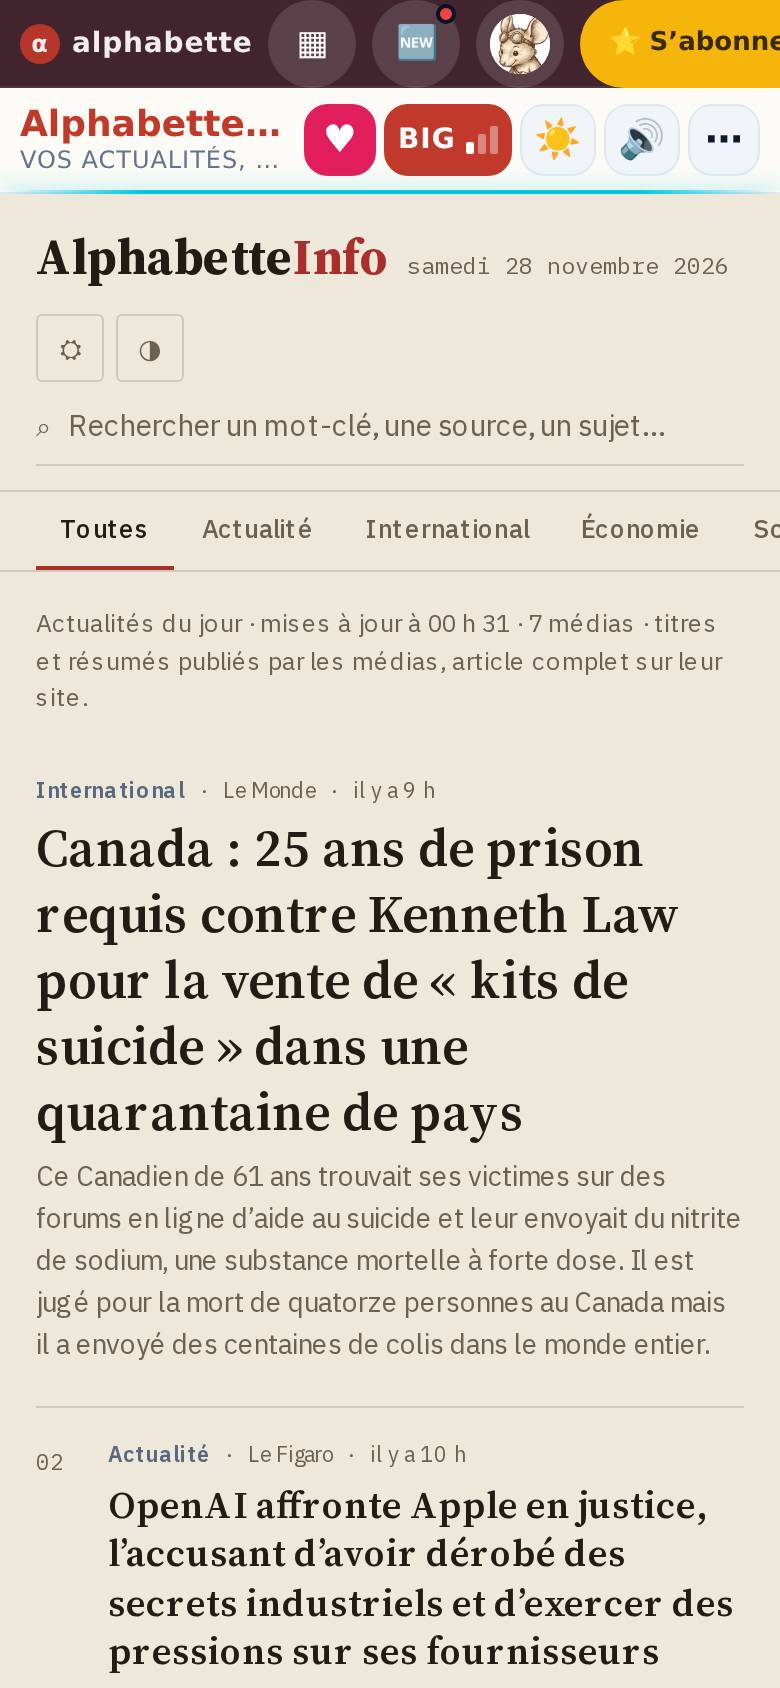 α alphabette NEW ⭐ S’abonne
Alphabette…
VOS ACTUALITÉS, …
BIG
AlphabetteInfo samedi 28 novembre 2026
Rechercher un mot-clé, une source, un sujet…
Toutes Actualité International Économie Sc
Actualités du jour · mises à jour à 00 h 31 · 7 médias · titres
et résumés publiés par les médias, article complet sur leur
site.
International · Le Monde · il y a 9 h
Canada : 25 ans de prison
requis contre Kenneth Law
pour la vente de « kits de
suicide » dans une
quarantaine de pays
Ce Canadien de 61 ans trouvait ses victimes sur des
forums en ligne d’aide au suicide et leur envoyait du nitrite
de sodium, une substance mortelle à forte dose. Il est
jugé pour la mort de quatorze personnes au Canada mais
il a envoyé des centaines de colis dans le monde entier.
02 Actualité · Le Figaro · il y a 10 h
OpenAI affronte Apple en justice,
l’accusant d’avoir dérobé des
secrets industriels et d’exercer des
pressions sur ses fournisseurs